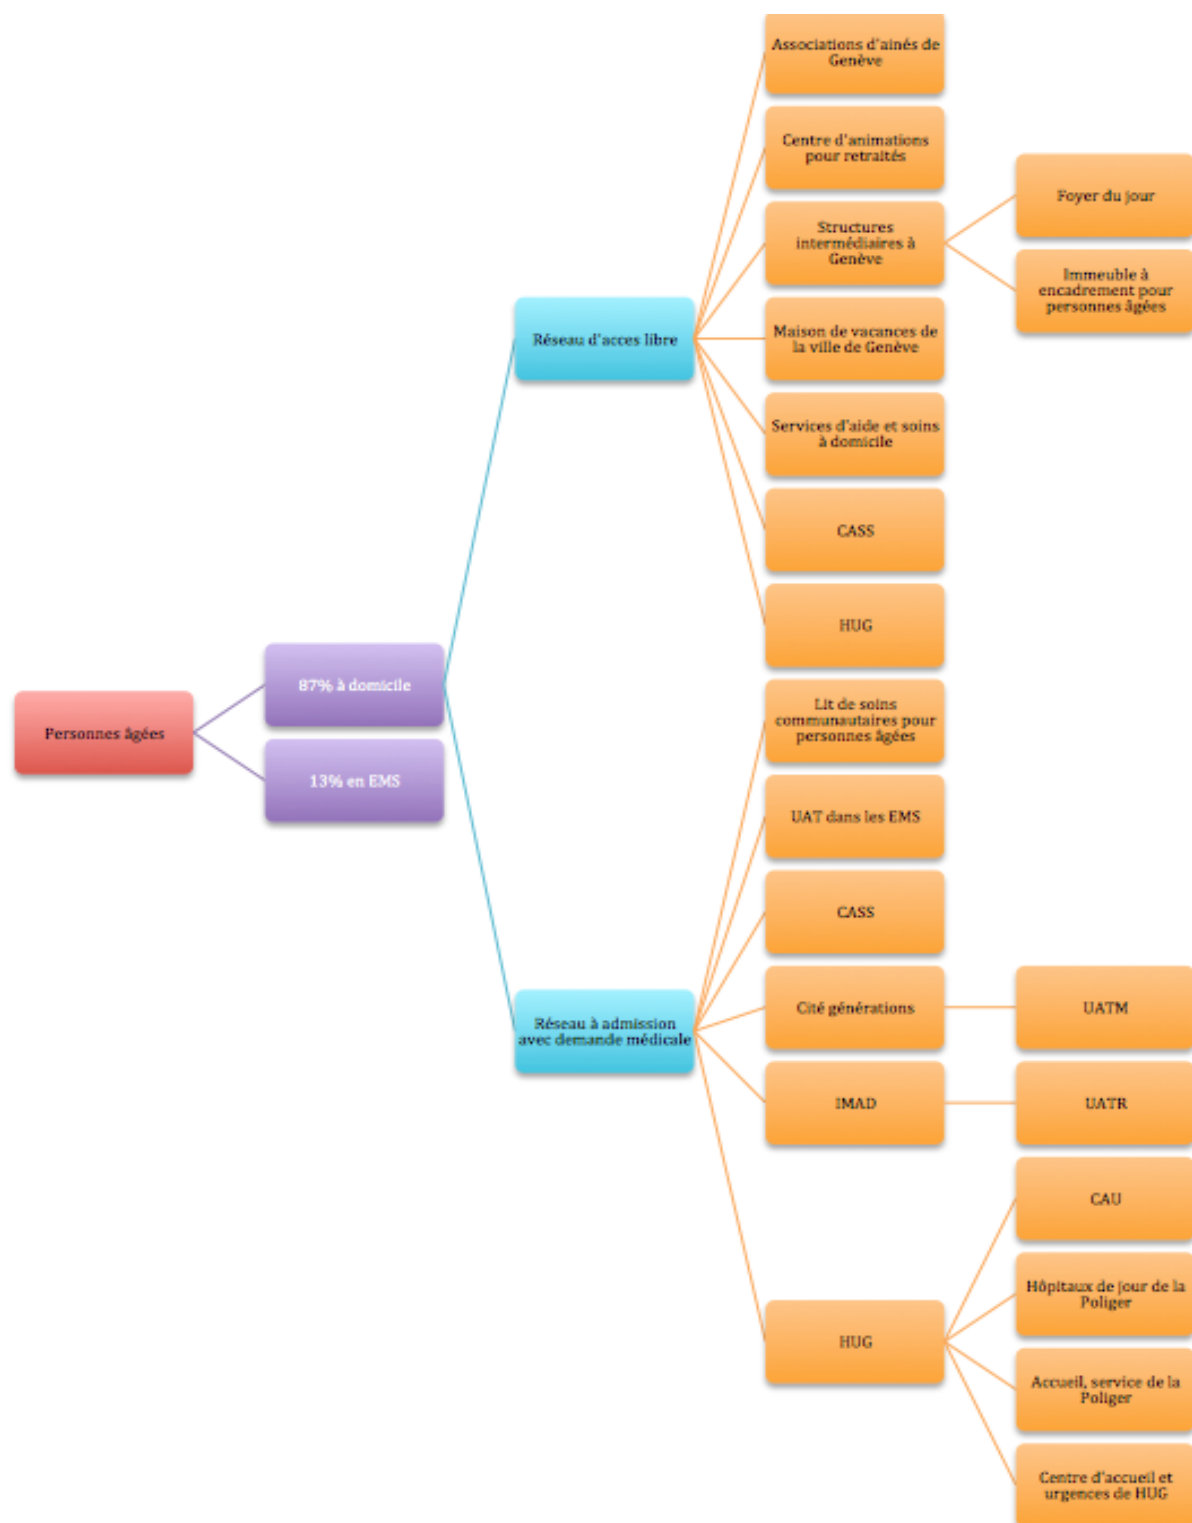 Personnes âgées
87% à domicile
13% en EMS
Réseau d'acces libre
Associations d'ainés de
Genève
Centre d'animations
pour retraités
Structures
intermédiaires à
Genève
Foyer du jour
Immeuble à
encadrement pour
personnes âgées
Maison de vacances de
la ville de Genève
Services d'aide et soins
à domicile
CASS
HUG
Réseau à admission
avec demande médicale
Lit de soins
communautaires pour
personnes âgées
UAT dans les EMS
CASS
Cité générations
UATM
IMAD
UATR
HUG
CAU
Hôpitaux de jour de la
Poliger
Accueil, service de la
Poliger
Centre d'accueil et
urgences de HUG